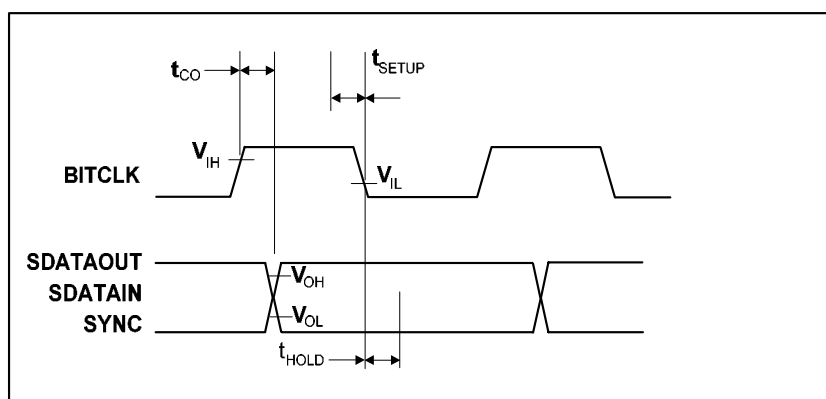 tCO
tSETUP
VIH
BITCLK
VIL
SDATAOUT
VOH
SDATAIN
SYNC
VOL
tHOLD